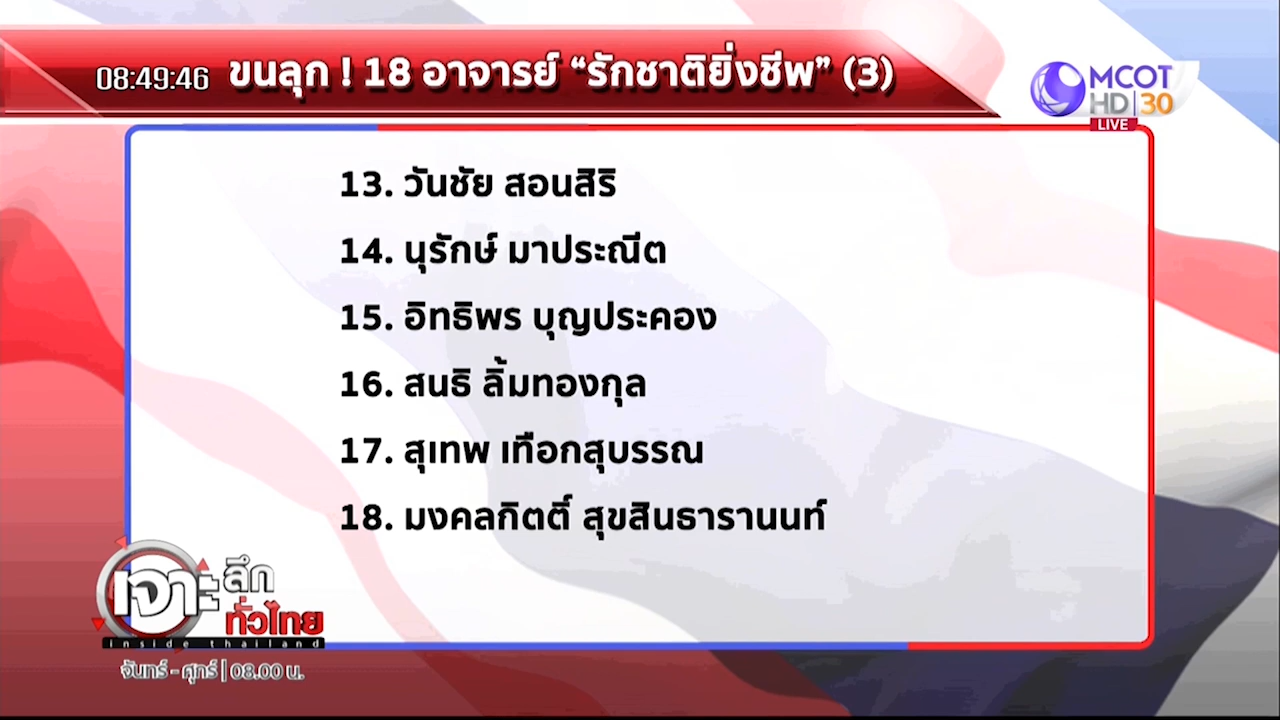 08:49:46 ขนลุก ! 18 อาจารย์ “รักชาติยิ่งชีพ” (3)
MCOT
HD 30
LIVE
13. วันชัย สอนสิริ
14. นุรักษ์ มาประณีต
15. อิทธิพร บุญประคอง
16. สนธิ ลิ้มทองกุล
17. สุเทพ เทือกสุบรรณ
18. มงคลกิตติ์ สุขสินธารานนท์
เจาะลึก
ทั่วไทย
inside thailand
จันทร์ - ศุกร์ | 08.00 น.